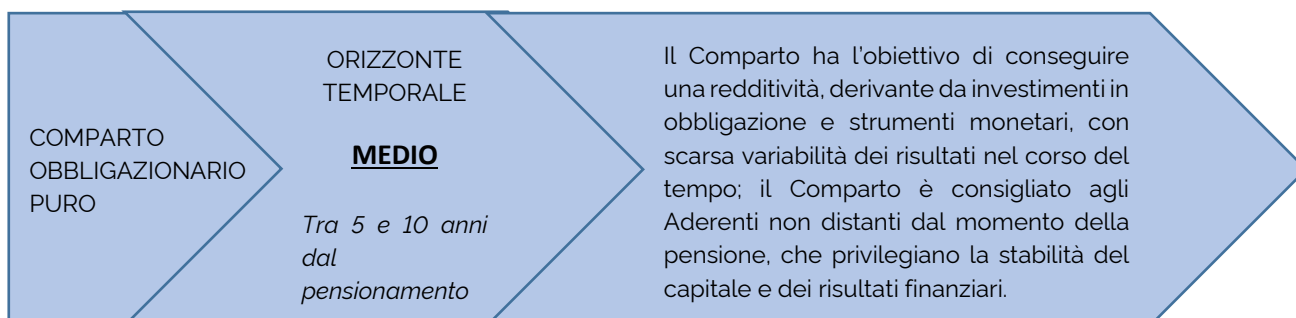 COMPARTO
OBBLIGAZIONARIO
PURO
ORIZZONTE
TEMPORALE
MEDIO
Tra 5 e 10 anni
dal
pensionamento
Il Comparto ha l’obiettivo di conseguire
una redditività, derivante da investimenti in
obbligazione e strumenti monetari, con
scarsa variabilità dei risultati nel corso del
tempo; il Comparto è consigliato agli
Aderenti non distanti dal momento della
pensione, che privilegiano la stabilità del
capitale e dei risultati finanziari.